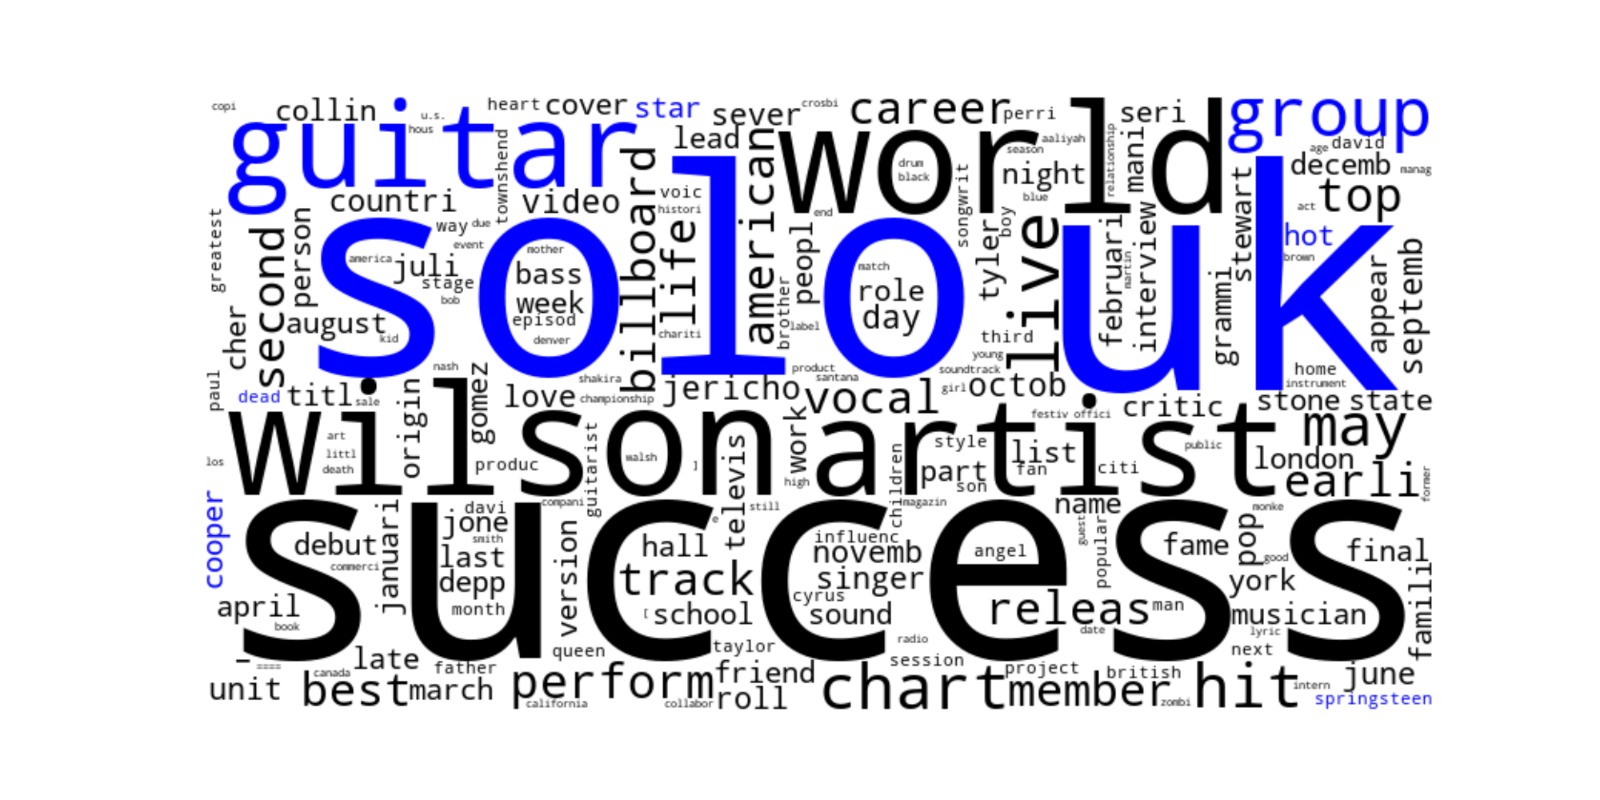 copi
collin
u.s.
hous
heart
cover
star
sever
crosbi
career
perri
seri
group
guitar
townshend
lead
american
world
drum
black
season
aaliyah
night
relationship
mani
age
david
decemb
manag
top
act
countri
video
billboard
voic
histori
life
end
peopl
songwrit
blue
boy
tyler
live
februari
martin
interview
stewart
hot
brown
greatest
person
second
way
due
event
america
juli
stage
bob
mother
bass
week
episod
denver
solo
uk
match
role
day
brother
label
chariti
third
young
grammi
appear
septemb
cher
august
kid
paul
dead
titl
sale
nash
origin
gomez
love
shakira
championship
jericho
product
santana
vocal
soundtrack
girl
octob
festiv
offici
critic
home
instrument
stone
state
may
wilson
artist
los
art
littl
death
produc
guitarist
walsh
]
televis
work
high
children
style
part
son
list
fan
citi
public
london
earli
former
cooper
januari
davi
jone
smith
last
depp
month
compani
version
success
e
still
magazin
name
guest
popular
monke
pop
good
fame
final
debut
commerci
hall
track
[
school
influenc
novemb
singer
cyrus
sound
angel
releas
man
date
york
musician
lyric
next
famili
april
book
–
====
unit
canada
late
best
father
march
queen
perform
california
taylor
friend
collabor
roll
radio
session
chart
project
member
british
zombi
hit
intern
june
springsteen